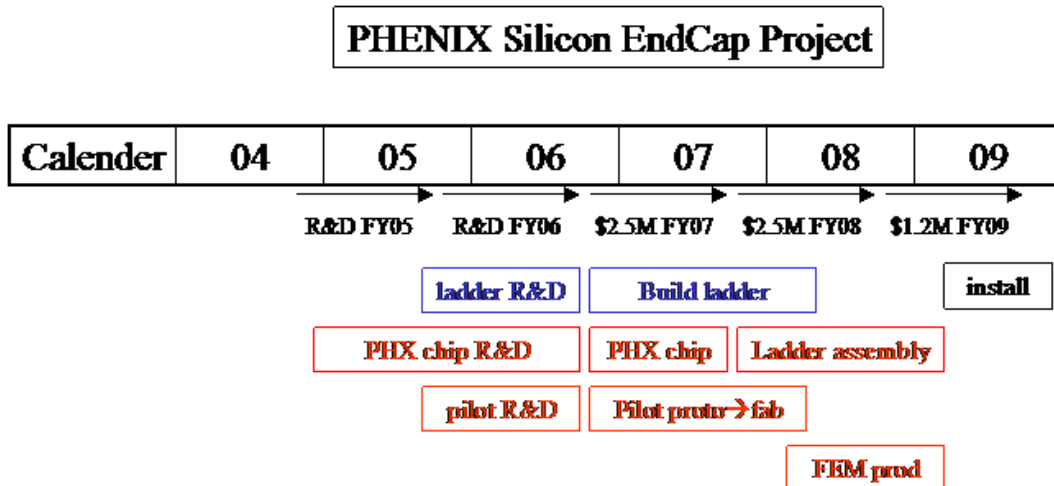 PHENIX Silicon EndCap Project
Calender 04 05 06 07 08 09
R&D FY05 R&D FY06 $2.5M FY07 $2.5M FY08 $1.2M FY09
ladder R&D Build ladder install
PHX chip R&D PHX chip Ladder assembly
pilot R&D Pilot proto→fab
FEM prod